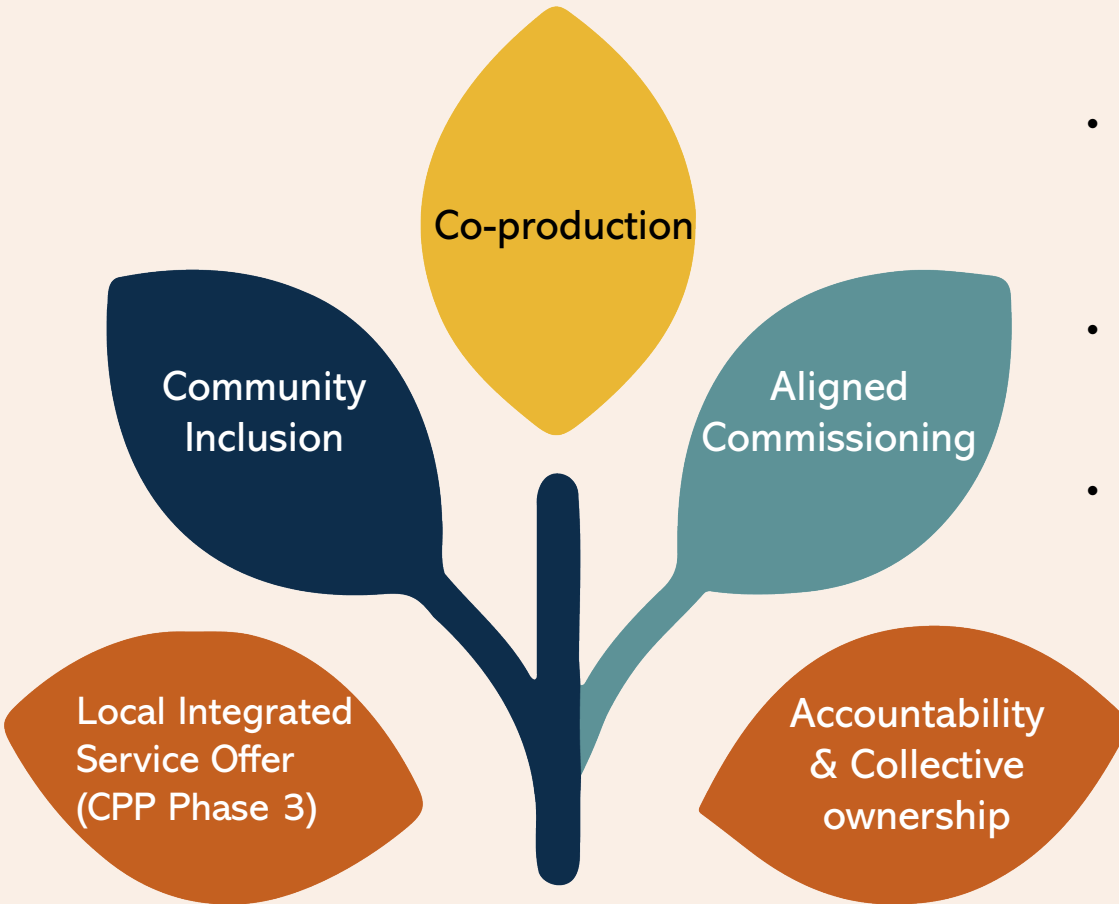 Co-production
Community
Inclusion
Aligned
Commissioning
Local Integrated
Service Offer
(CPP Phase 3)
Accountability
& Collective
ownership